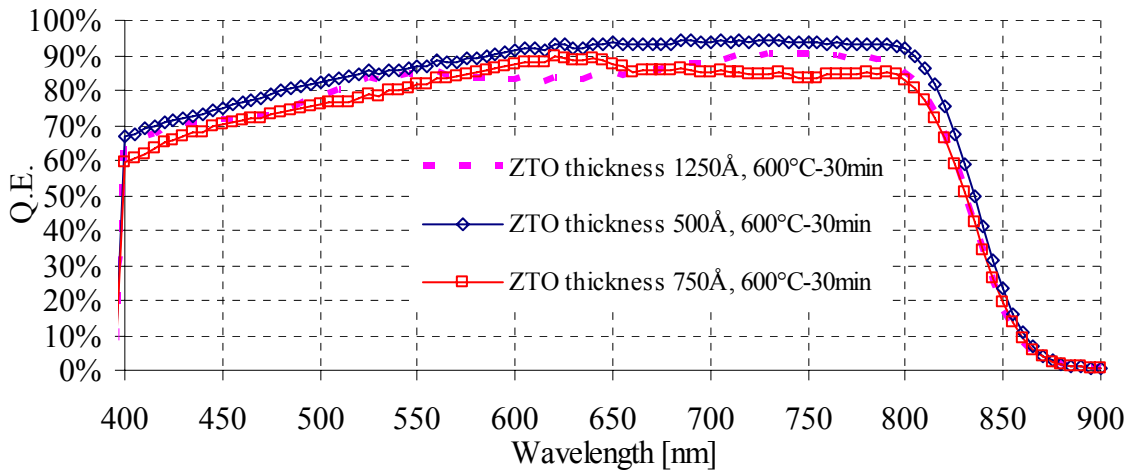 100%
90%
80%
70%
60%
50%
40%
30%
20%
10%
0%
Q.E.
ZTO thickness 1250Å, 600°C-30min
ZTO thickness 500Å, 600°C-30min
ZTO thickness 750Å, 600°C-30min
400 450 500 550 600 650 700 750 800 850 900
Wavelength [nm]